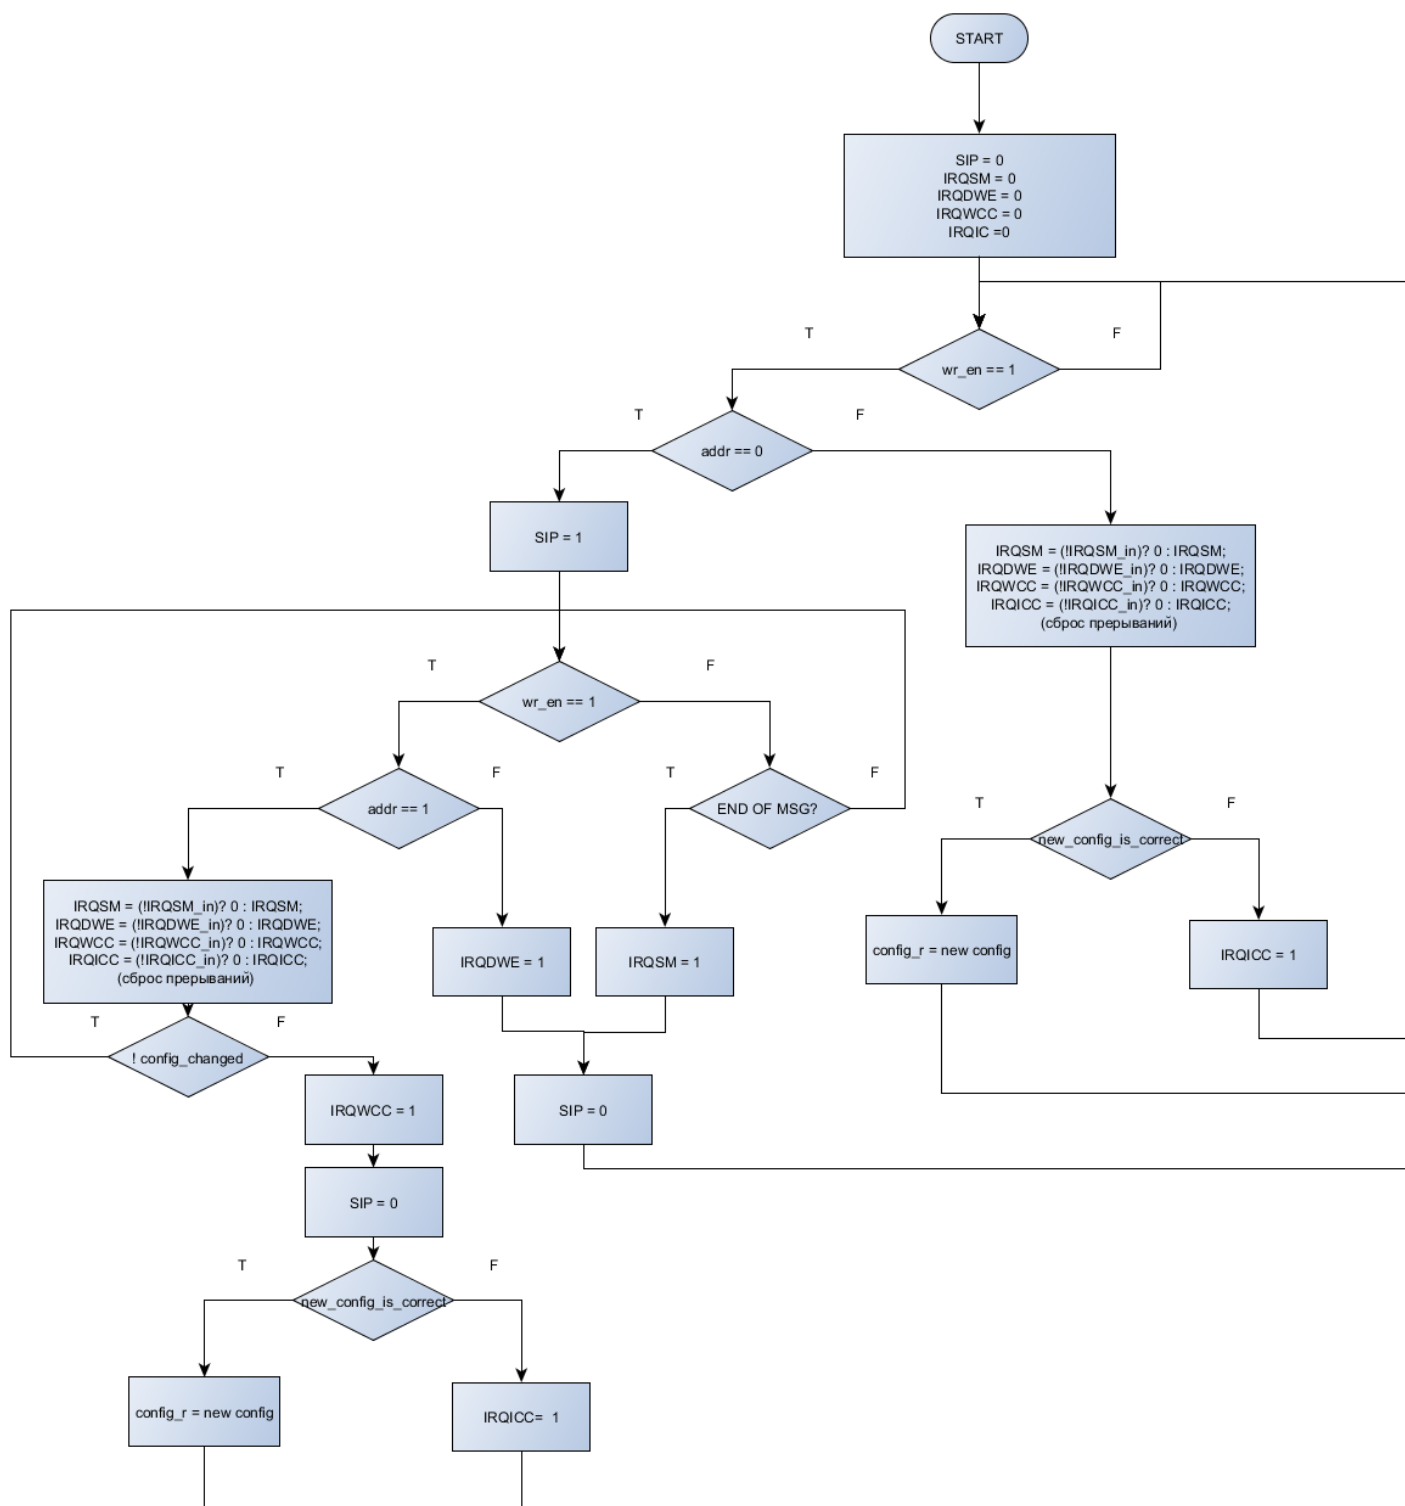 START
SIP = 0
IRQSM = 0
IRQDWE = 0
IRQWCC = 0
IRQIC =0
T
F
wr_en == 1
T
F
addr == 0
SIP = 1
IRQSM = (!IRQSM_in)? 0 : IRQSM;
IRQDWE = (!IRQDWE_in)? 0 : IRQDWE;
IRQWCC = (!IRQWCC_in)? 0 : IRQWCC;
IRQICC = (!IRQICC_in)? 0 : IRQICC;
(сброс прерываний)
T
F
wr_en == 1
T
F
addr == 1
T
F
END OF MSG?
T
F
new_config_is_correct
IRQSM = (!IRQSM_in)? 0 : IRQSM;
IRQDWE = (!IRQDWE_in)? 0 : IRQDWE;
IRQWCC = (!IRQWCC_in)? 0 : IRQWCC;
IRQICC = (!IRQICC_in)? 0 : IRQICC;
(сброс прерываний)
IRQDWE = 1
IRQSM = 1
config_r = new config
IRQICC = 1
T
F
! config_changed
IRQWCC = 1
SIP = 0
SIP = 0
T
F
new_config_is_correct
config_r = new config
IRQICC=  1